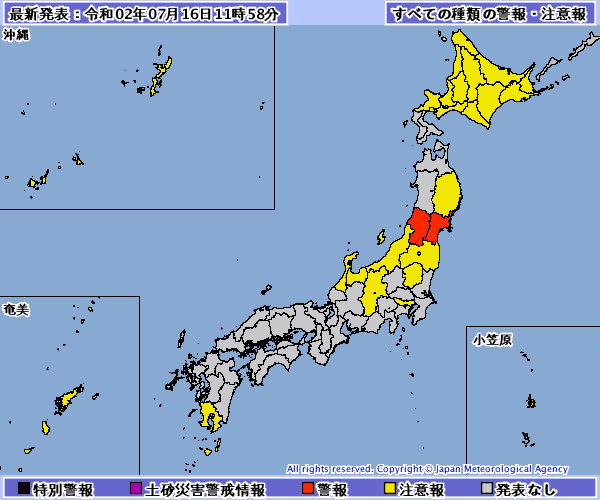 最新発表：令和02年07月16日11時58分
すべての種類の警報・注意報
沖縄
奄美
小笠原
All rights reserved. Copyright © Japan Meteorological Agency
特別警報 土砂災害警戒情報 警報 注意報 発表なし